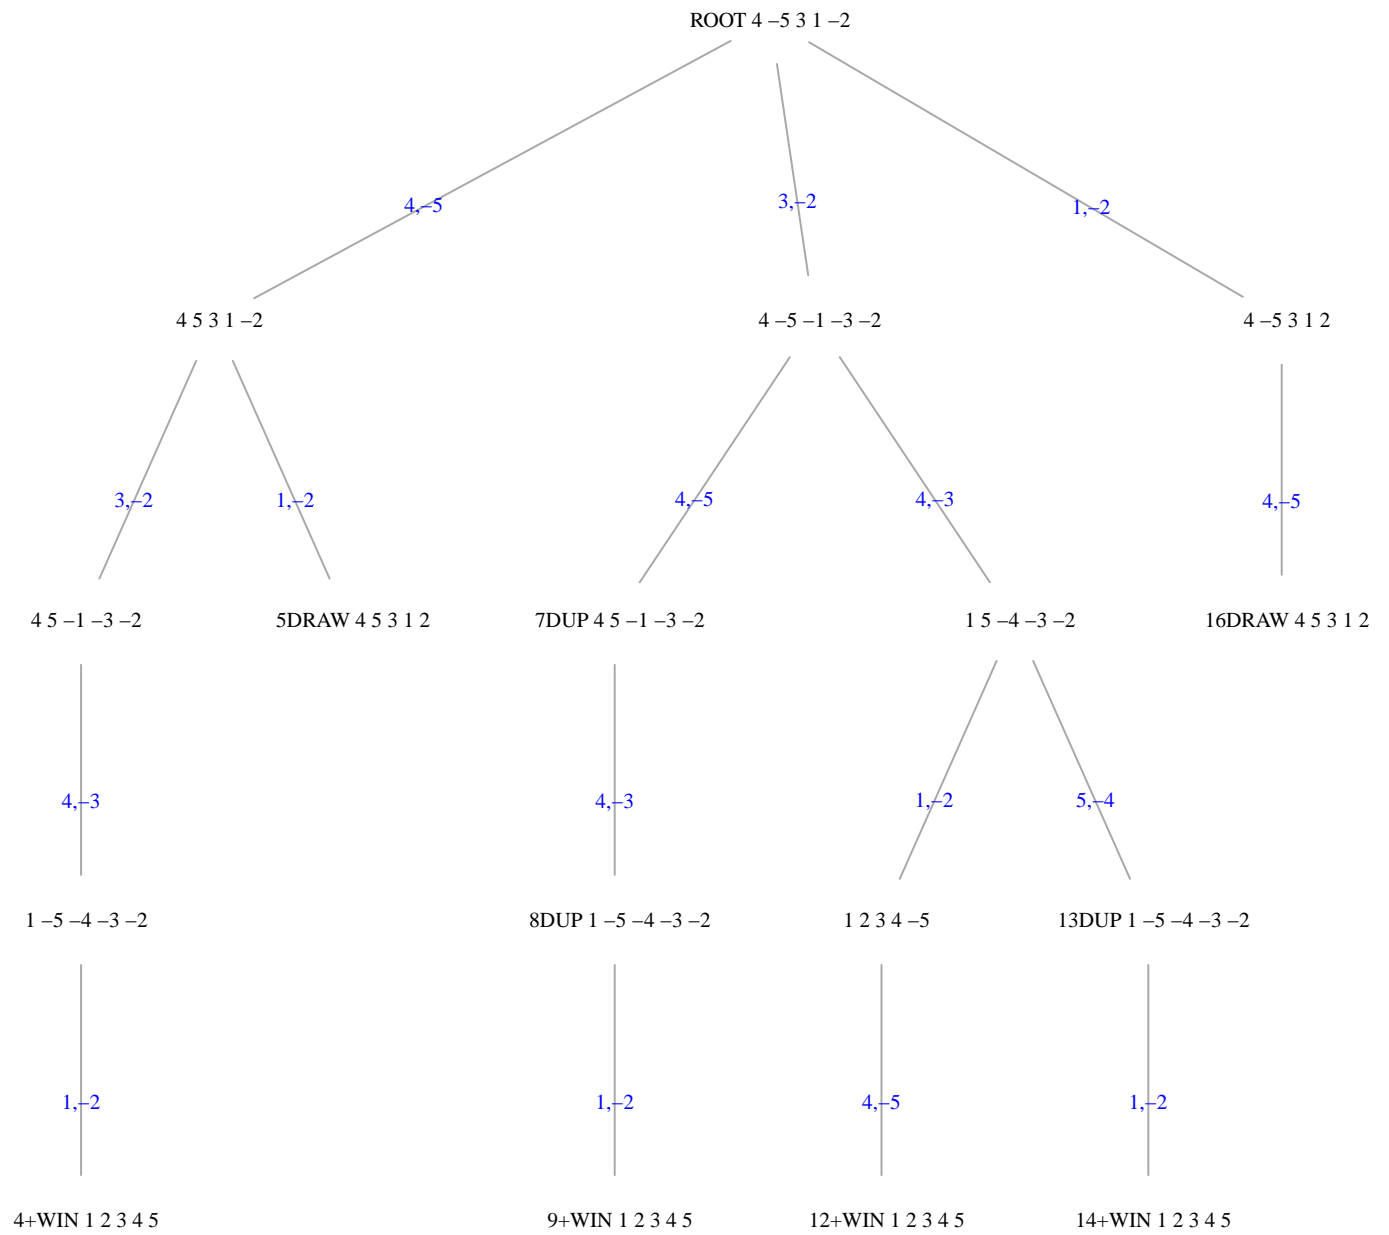 ROOT 4 –5 3 1 –2
4,–5
3,–2
1,–2
4 5 3 1 –2
4 –5 –1 –3 –2
4 –5 3 1 2
3,–2
1,–2
4,–5
4,–3
4,–5
4 5 –1 –3 –2
5DRAW 4 5 3 1 2
7DUP 4 5 –1 –3 –2
1 5 –4 –3 –2
16DRAW 4 5 3 1 2
4,–3
4,–3
1,–2
5,–4
1 –5 –4 –3 –2
8DUP 1 –5 –4 –3 –2
1 2 3 4 –5
13DUP 1 –5 –4 –3 –2
1,–2
1,–2
4,–5
1,–2
4+WIN 1 2 3 4 5
9+WIN 1 2 3 4 5
12+WIN 1 2 3 4 5
14+WIN 1 2 3 4 5